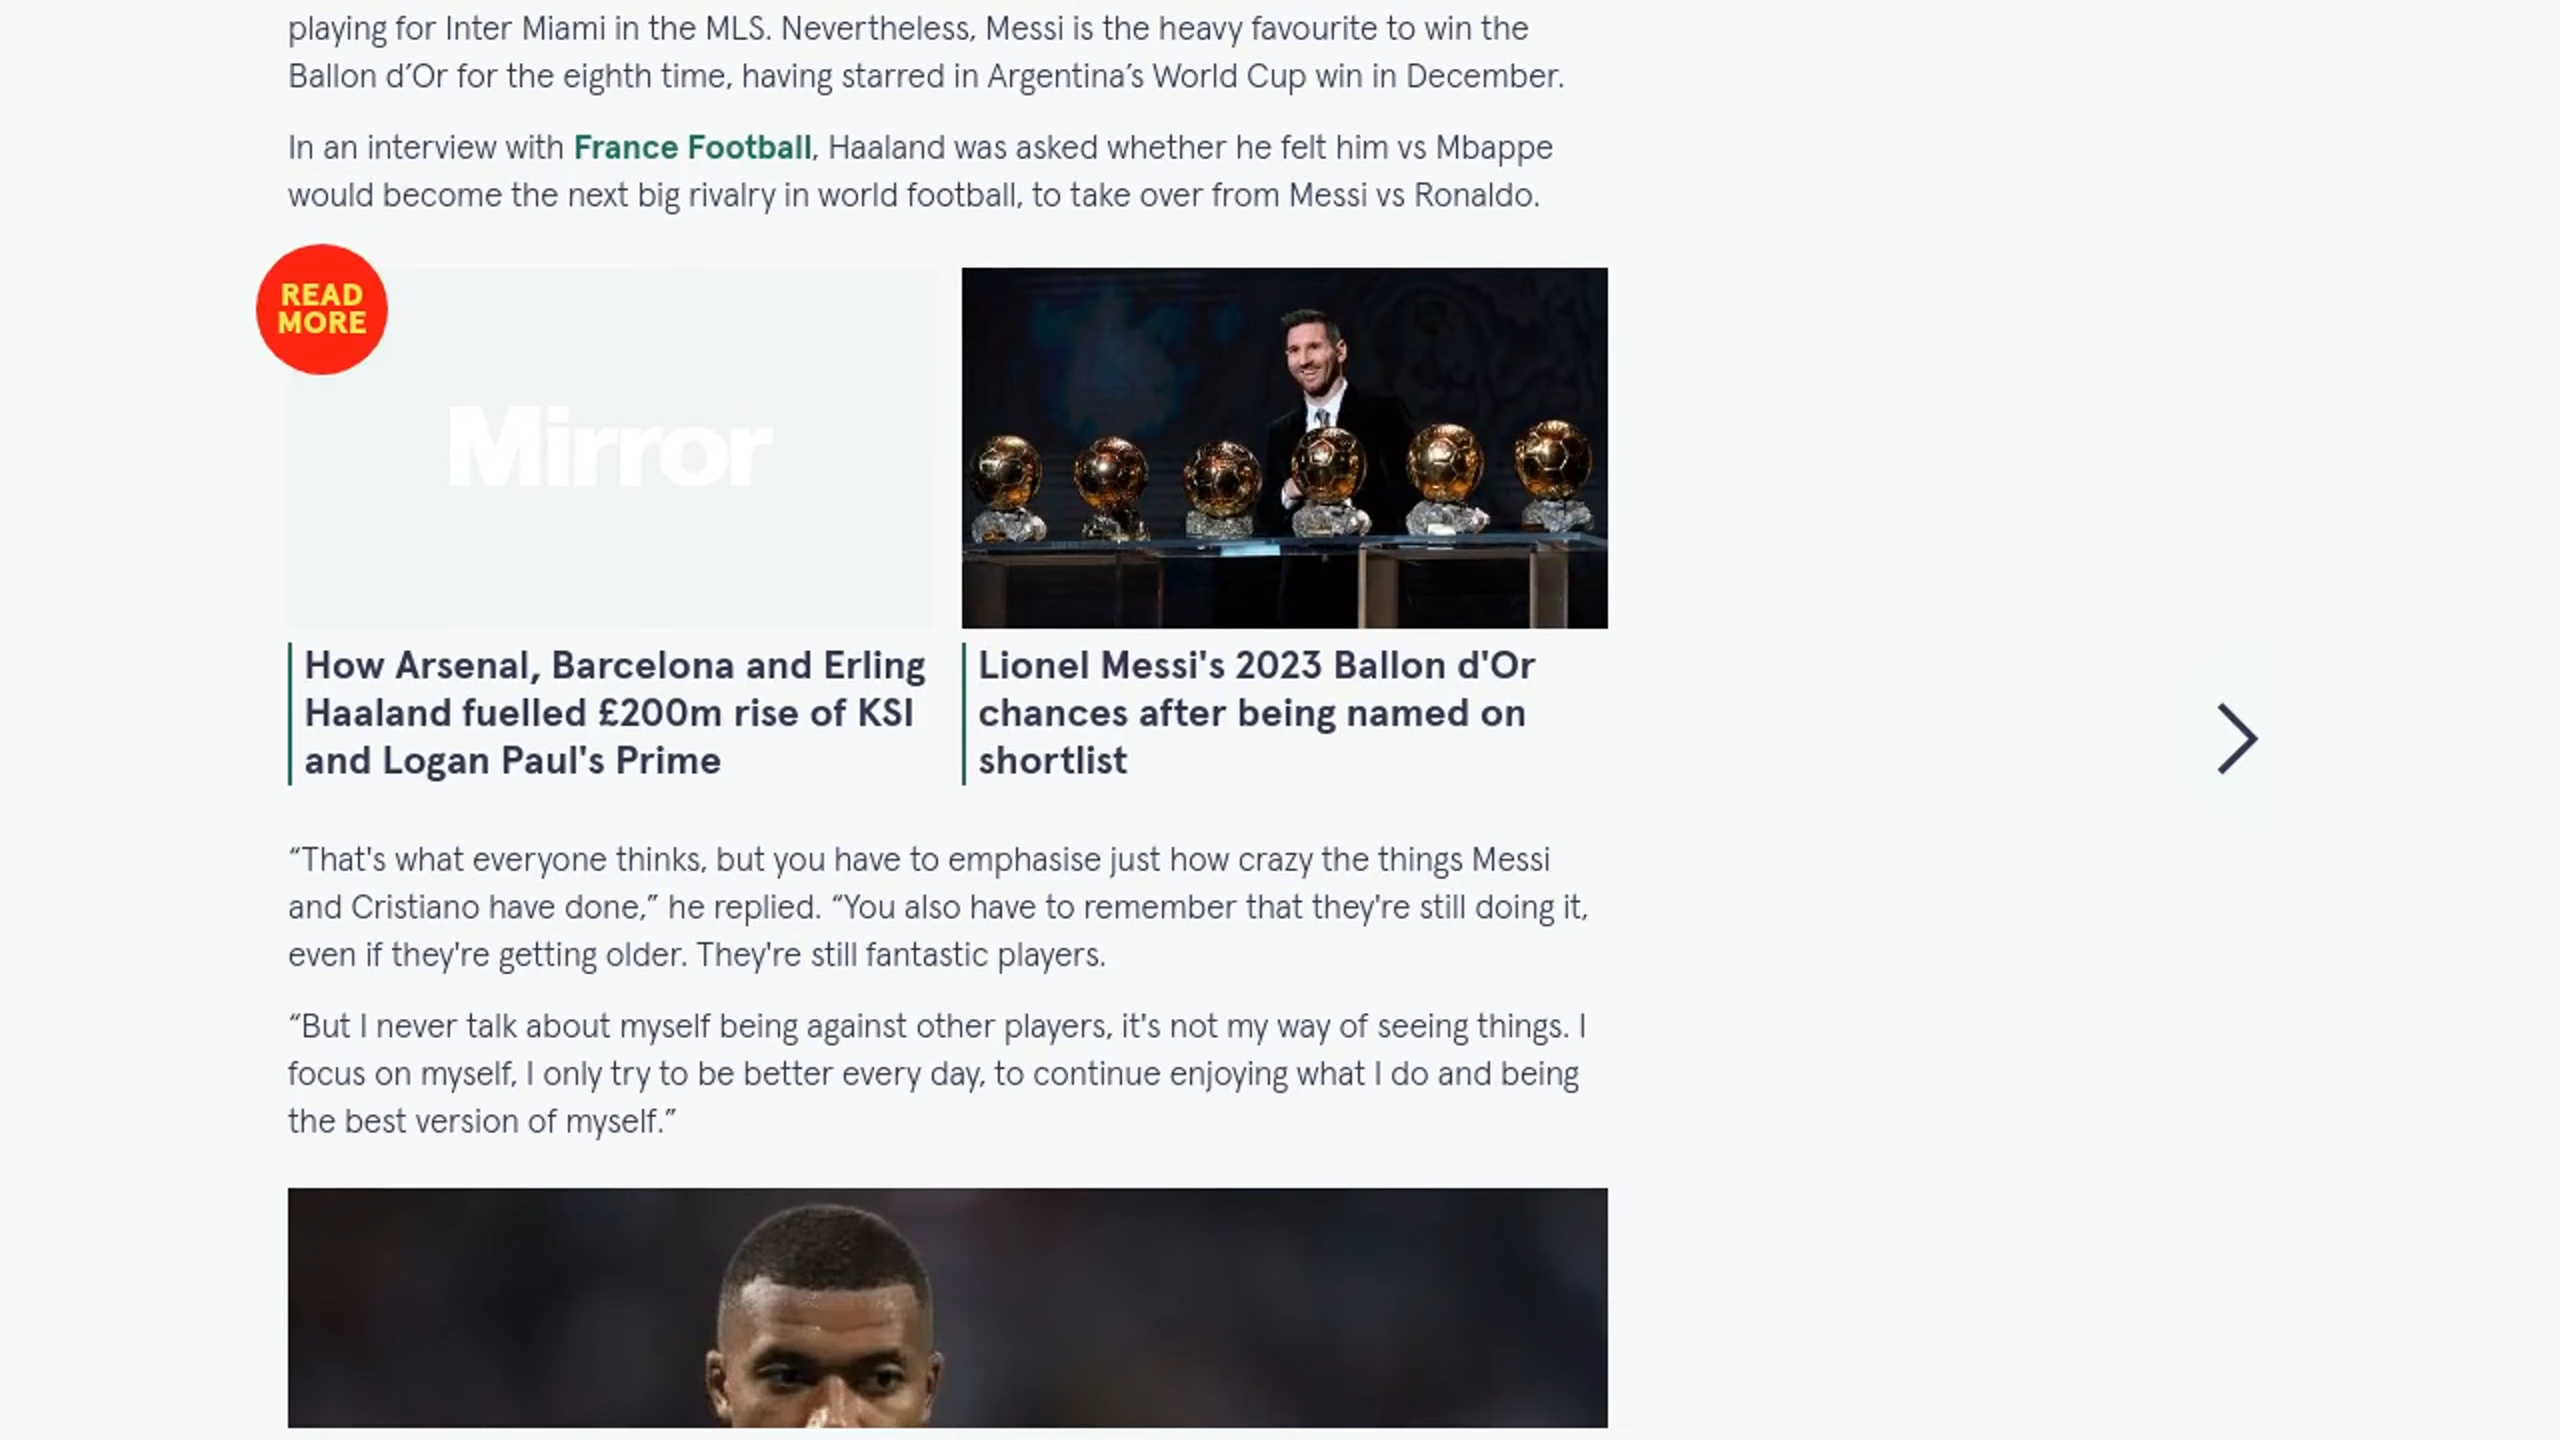 playing for Inter Miami in the MLS. Nevertheless, Messi is the heavy favourite to win the
Ballon d’Or for the eighth time, having starred in Argentina’s World Cup win in December.
In an interview with France Football, Haaland was asked whether he felt him vs Mbappe
would become the next big rivalry in world football, to take over from Messi vs Ronaldo.
READ
MORE
Mirror
How Arsenal, Barcelona and Erling
Haaland fuelled £200m rise of KSI
and Logan Paul's Prime
Lionel Messi's 2023 Ballon d'Or
chances after being named on
shortlist
“That's what everyone thinks, but you have to emphasise just how crazy the things Messi
and Cristiano have done,” he replied. “You also have to remember that they're still doing it,
even if they're getting older. They're still fantastic players.
“But I never talk about myself being against other players, it's not my way of seeing things. I
focus on myself, I only try to be better every day, to continue enjoying what I do and being
the best version of myself.”